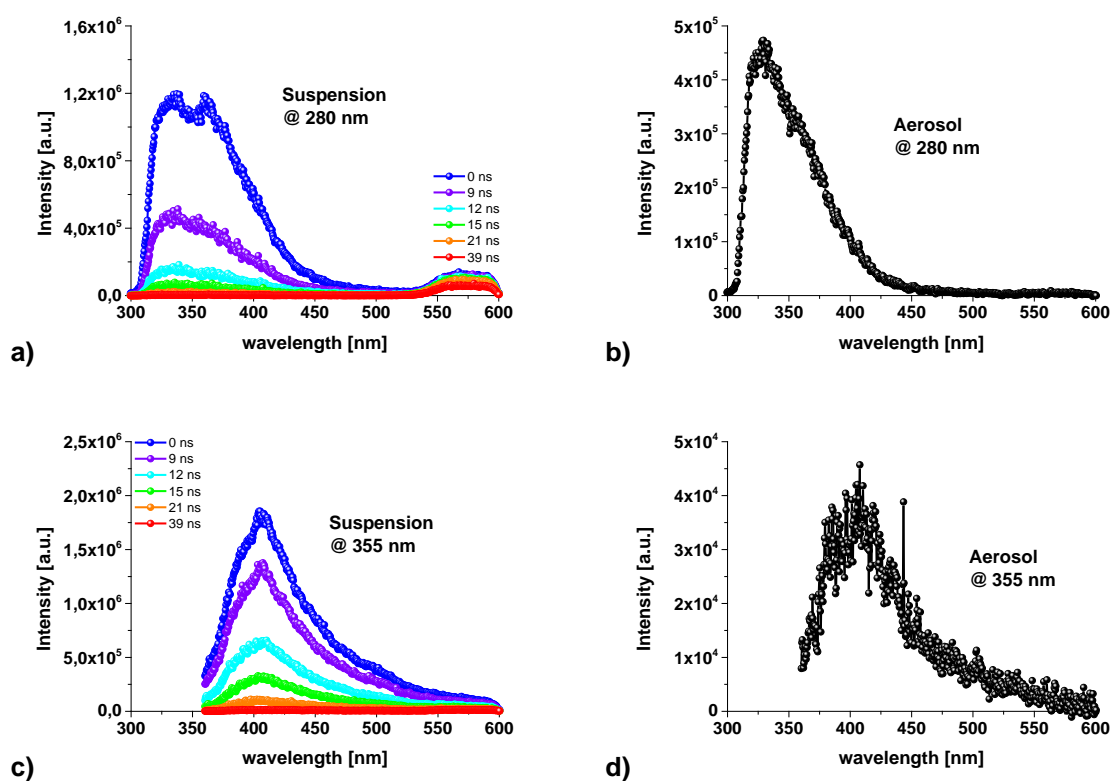 1,6x10⁶
1,2x10⁶
8,0x10⁵
4,0x10⁵
0,0
300 350 400 450 500 550 600
Intensity [a.u.]
wavelength [nm]
Suspension
@ 280 nm
0 ns
9 ns
12 ns
15 ns
21 ns
39 ns
a)
5x10⁵
4x10⁵
3x10⁵
2x10⁵
1x10⁵
0
300 350 400 450 500 550 600
Intensity [a.u.]
wavelength [nm]
Aerosol
@ 280 nm
b)
2,5x10⁶
2,0x10⁶
1,5x10⁶
1,0x10⁶
5,0x10⁵
0,0
300 350 400 450 500 550 600
Intensity [a.u.]
wavelength [nm]
0 ns
9 ns
12 ns
15 ns
21 ns
39 ns
Suspension
@ 355 nm
c)
5x10⁴
4x10⁴
3x10⁴
2x10⁴
1x10⁴
0
300 350 400 450 500 550 600
Intensity [a.u.]
wavelength [nm]
Aerosol
@ 355 nm
d)